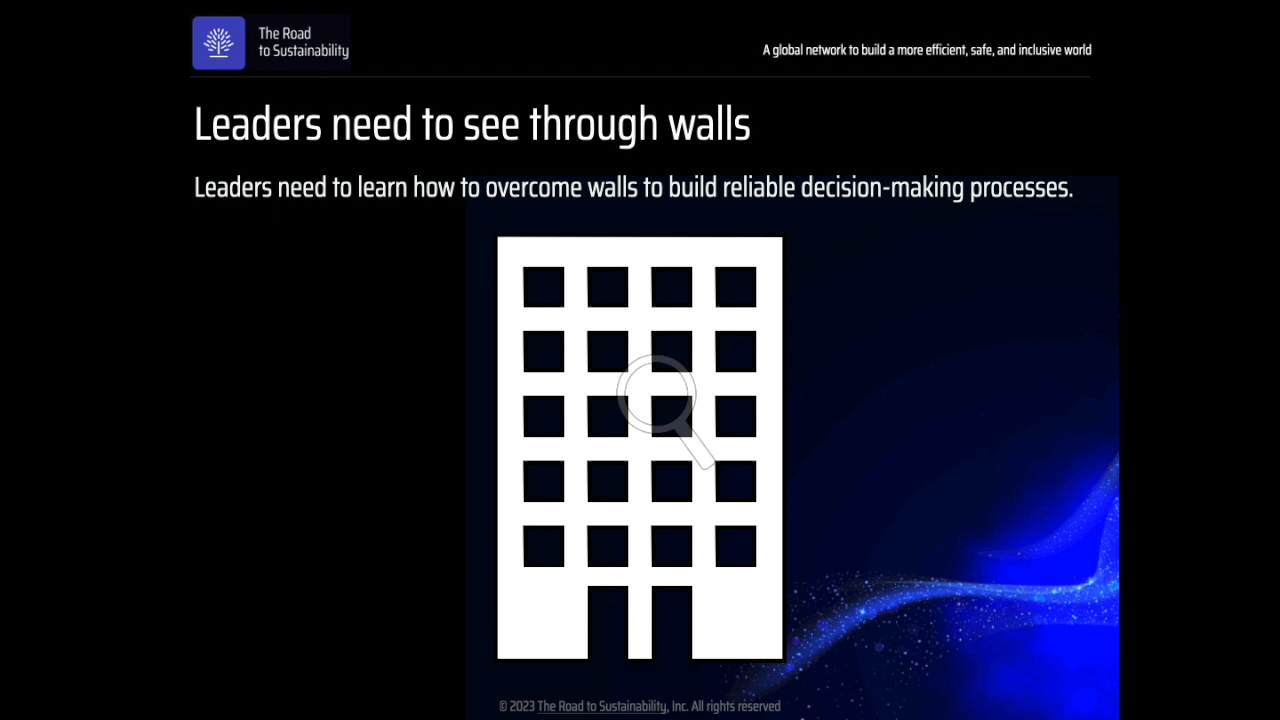 The Road
to Sustainability
A global network to build a more efficient, safe, and inclusive world
Leaders need to see through walls
Leaders need to learn how to overcome walls to build reliable decision-making processes.
© 2023 The Road to Sustainability, Inc. All rights reserved